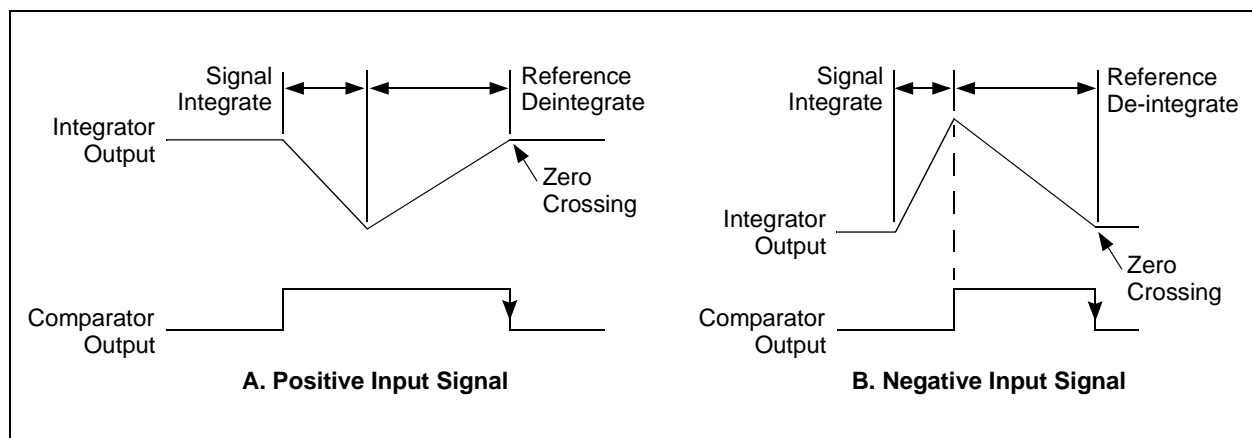 Signal
Integrate
Reference
Deintegrate
Integrator
Output
Zero
Crossing
Comparator
Output
A. Positive Input Signal
Signal
Integrate
Reference
De-integrate
Integrator
Output
Zero
Crossing
Comparator
Output
B. Negative Input Signal